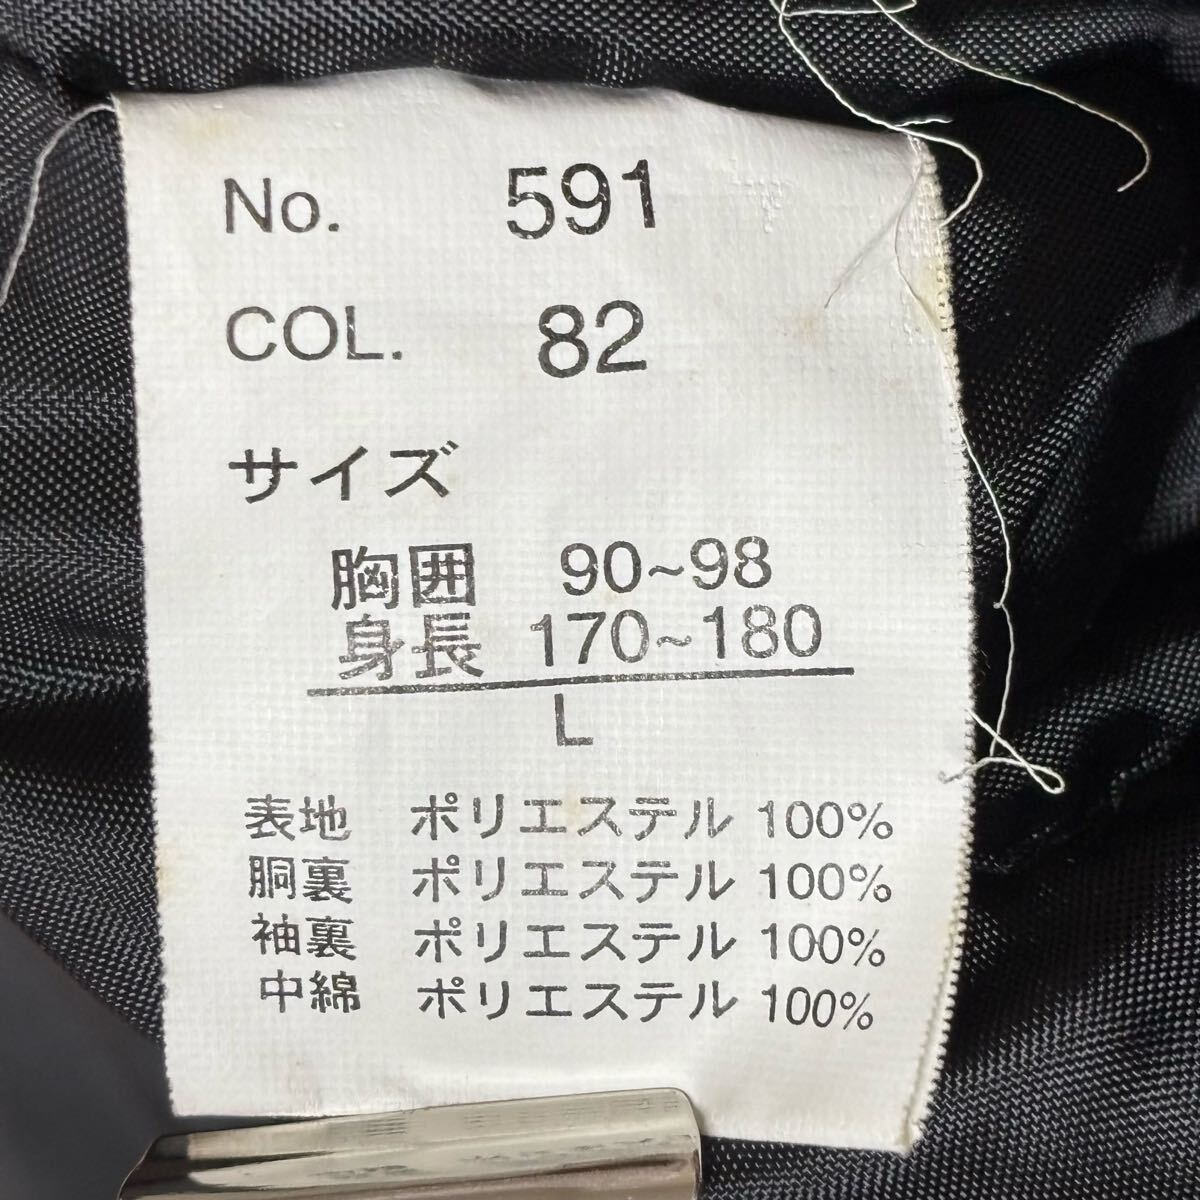 No. 591
COL. 82
サイズ
胸囲 90~98
身長 170~180
L
表地 ポリエステル 100%
胴裏 ポリエステル 100%
袖裏 ポリエステル 100%
中綿 ポリエステル 100%